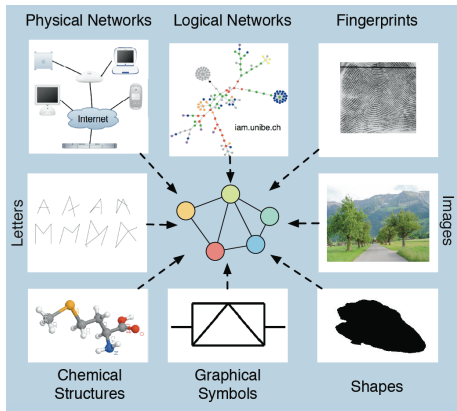 Physical Networks
Logical Networks
Fingerprints
Internet
iam.unibe.ch
Letters
Images
Chemical
Structures
Graphical
Symbols
Shapes